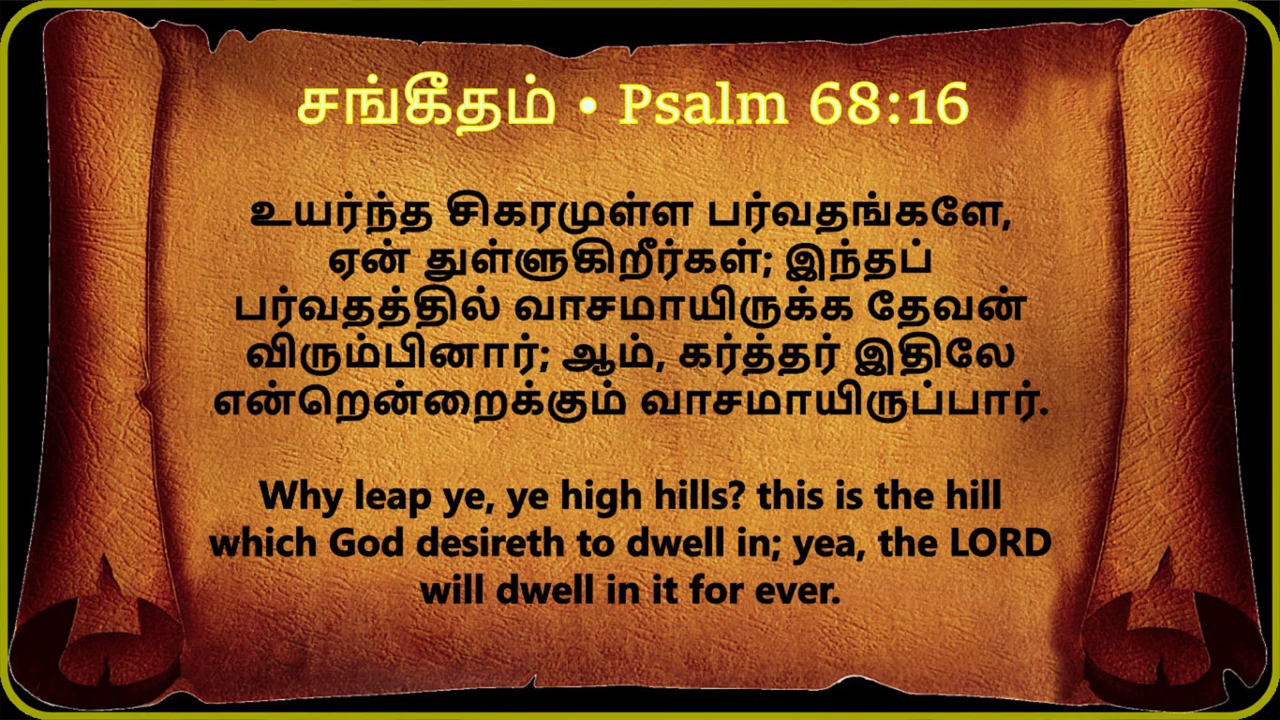 சங்கீதம் • Psalm 68:16
உயர்ந்த சிகரமுள்ள பர்வதங்களே,
ஏன் துள்ளுகிறீர்கள்; இந்தப்
பர்வதத்தில் வாசமாயிருக்க தேவன்
விரும்பினார்; ஆம், கர்த்தர் இதிலே
என்றென்றைக்கும் வாசமாயிருப்பார்.
Why leap ye, ye high hills? this is the hill
which God desireth to dwell in; yea, the LORD
will dwell in it for ever.